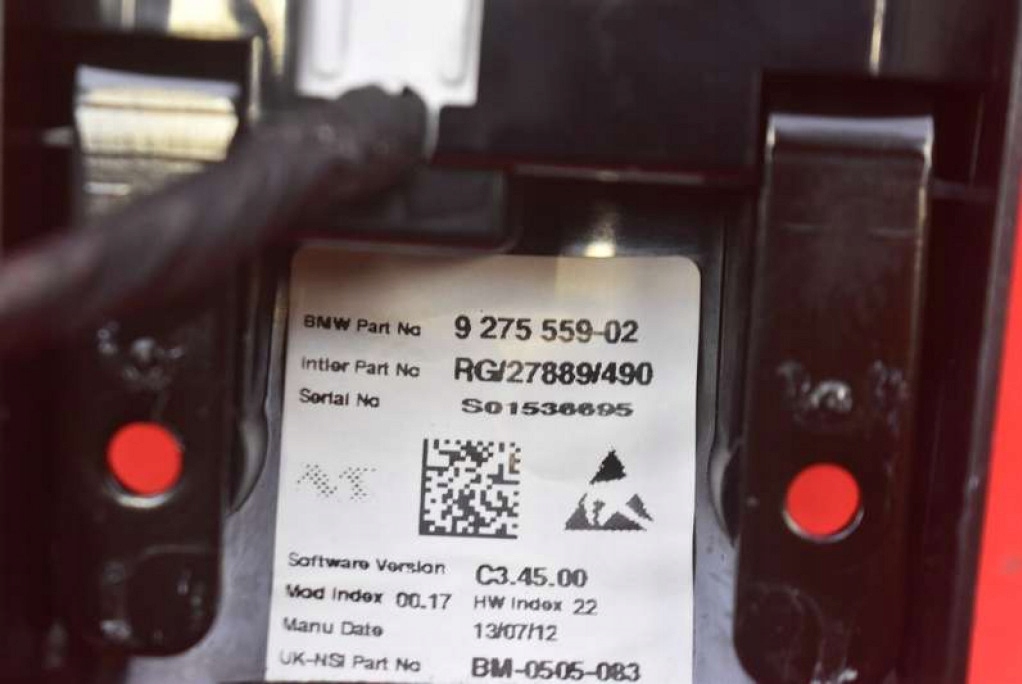 BMW Part No 9 275 559-02
Intier Part No RG/27889/490
Serial No S01536695
Software Version C3.45.00
Mod Index 00.17 HW Index 22
Manu Date 13/07/12
UK-NSI Part No BM-0505-083